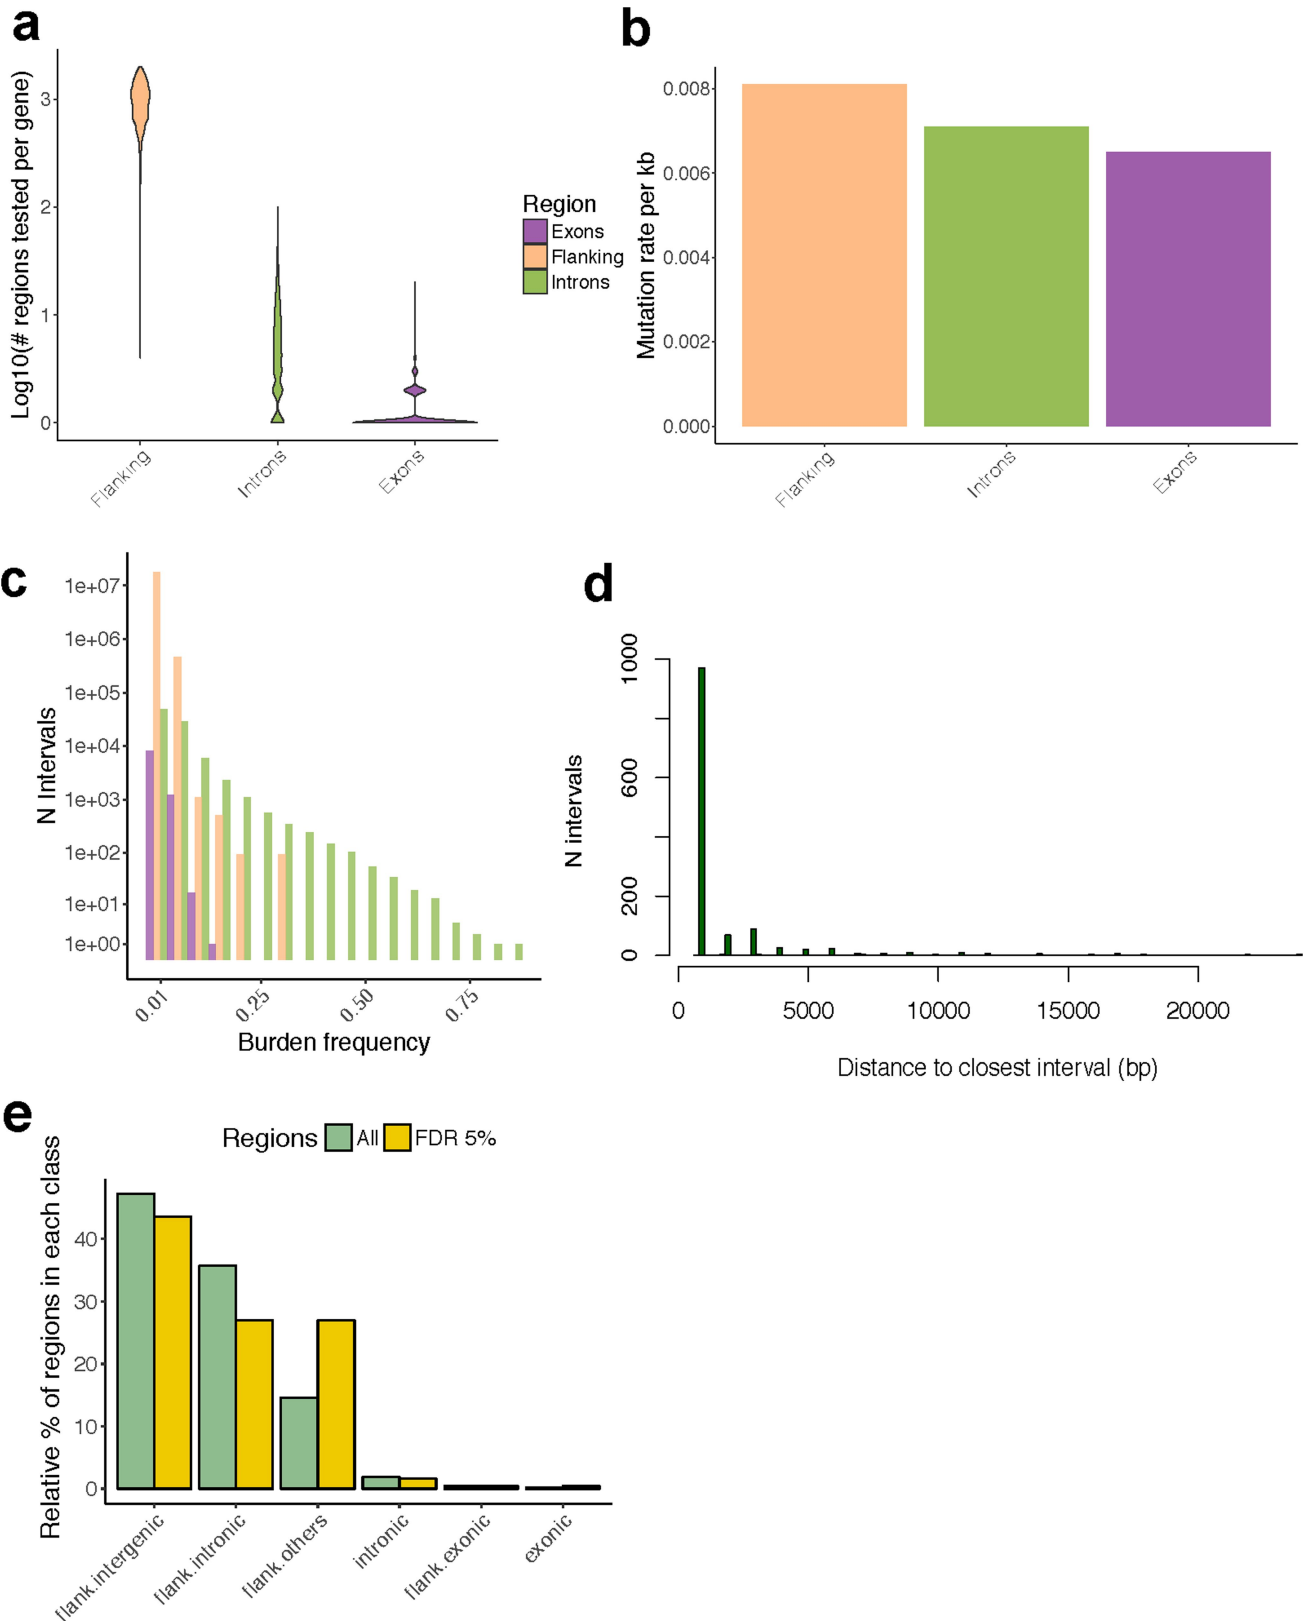 a
Log10(# regions tested per gene)
3
2
1
0
Flanking
Introns
Exons
Region
Exons
Flanking
Introns
b
Mutation rate per kb
0.008
0.006
0.004
0.002
0.000
Flanking
Introns
Exons
c
N Intervals
1e+07
1e+06
1e+05
1e+04
1e+03
1e+02
1e+01
1e+00
0.01
0.25
0.50
0.75
Burden frequency
d
N intervals
1000
600
200
0
0
5000
10000
15000
20000
Distance to closest interval (bp)
e
Regions All FDR 5%
Relative % of regions in each class
40
30
20
10
0
flank.intergenic
flank.intronic
flank.others
intronic
flank.exonic
exonic